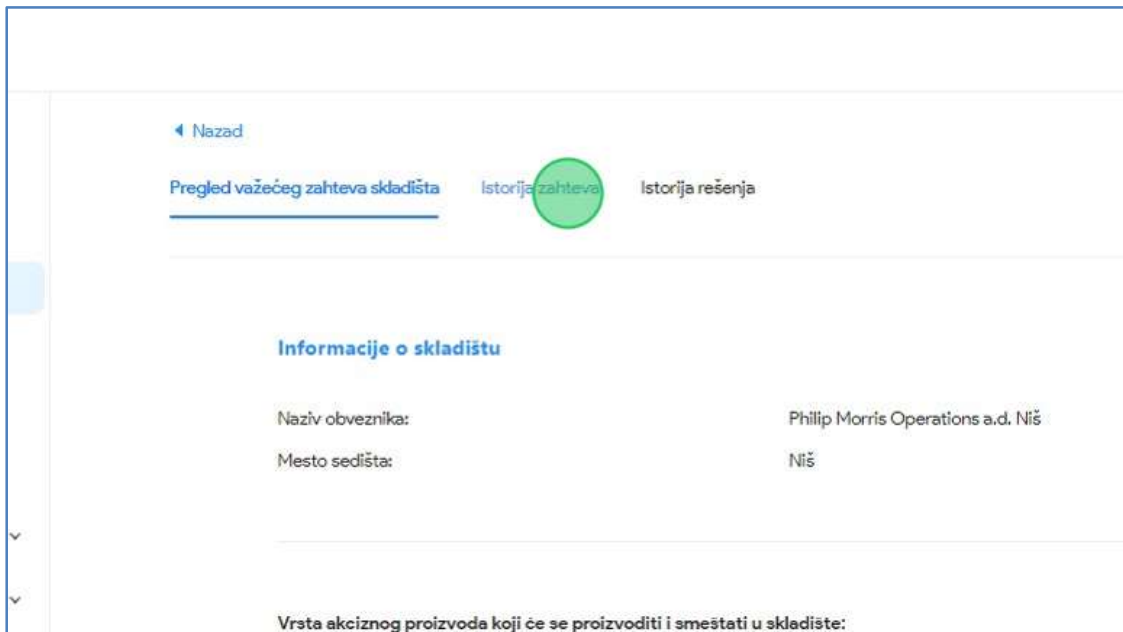 Nazad
Pregled važećeg zahteva skladišta Istorija zahteva Istorija rešenja
Informacije o skladištu
Naziv obveznika: Philip Morris Operations a.d. Niš
Mesto sedišta: Niš
Vrsta akciznog proizvoda koji će se proizvoditi i smeštati u skladište: